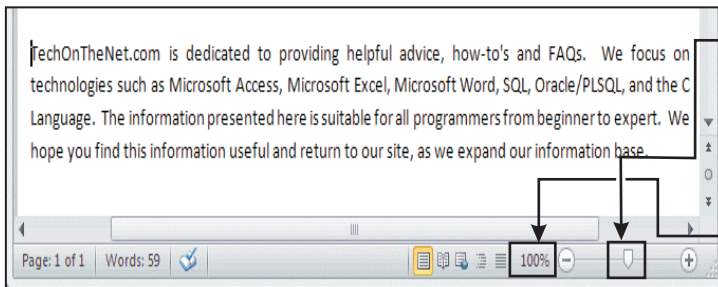 TechOnTheNet.com is dedicated to providing helpful advice, how-to's and FAQs. We focus on
technologies such as Microsoft Access, Microsoft Excel, Microsoft Word, SQL, Oracle/PLSQL, and the C
Language. The information presented here is suitable for all programmers from beginner to expert. We
hope you find this information useful and return to our site, as we expand our information base.
Page: 1 of 1 Words: 59 100%